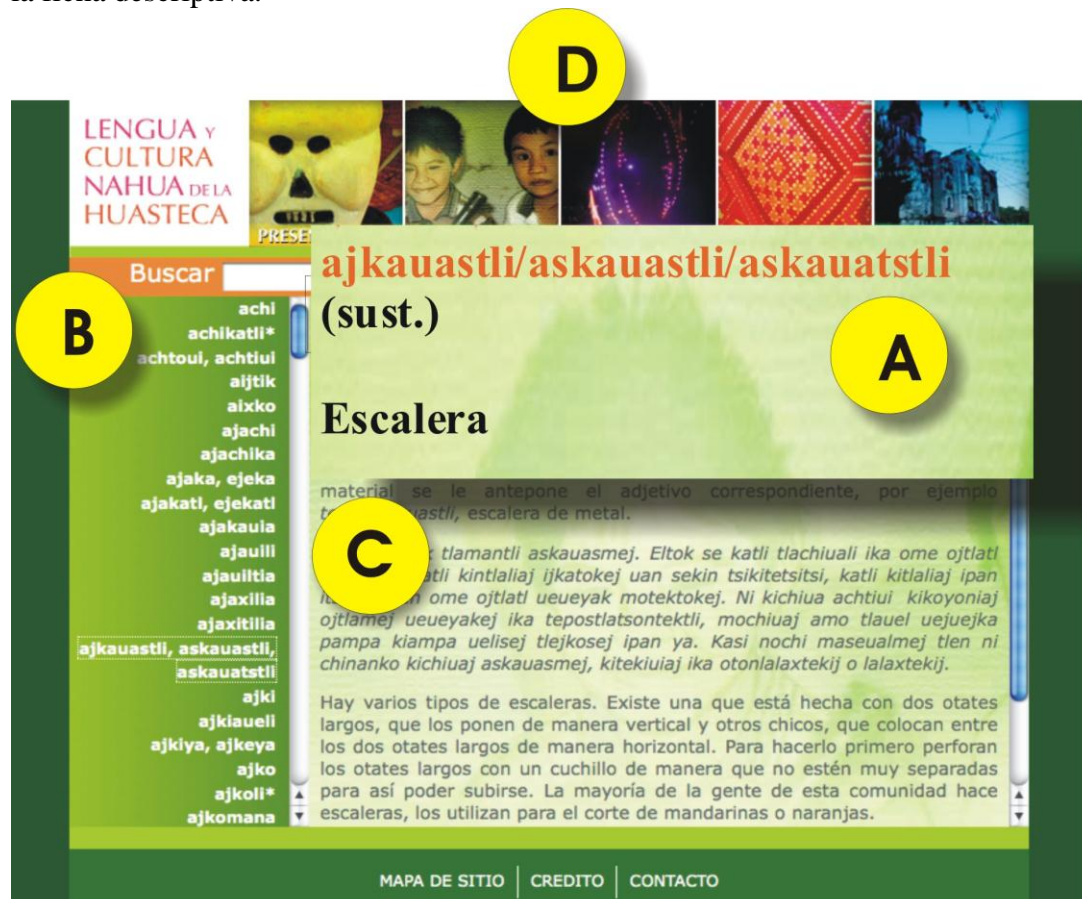 D
LENGUA Y
CULTURA
NAHUA DE LA
HUASTECA
Buscar
B
achi
achikatli*
achtoui, achtiui
aijtik
aixko
ajachi
ajachika
ajaka, ejeka
ajakatl, ejekatl
ajakauia
ajauili
ajauiltia
ajaxilia
ajaxitilia
ajkauastli, askauastli,
askauatstli
ajki
ajkiaueli
ajkiya, ajkeya
ajko
ajkoli*
ajkomana
ajkauastli/askauastli/askauatstli
(sust.)
A
Escalera
material se le antepone el adjetivo correspondiente, por ejemplo
escalera de metal.
C
tlamantli askauasmej. Eltok se katli tlachiuali ika ome ojtlatl
kintlaliaj ijkatokej uan sekin tsikitetsitsi, katli kitlaliaj ipan
ome ojtlatl ueueyak motektokej. Ni kichiua achtiui kikoyoniaj
ojtlamej ueueyakej ika tepostlatsontektli, mochiuaj amo tlauel uejuejka
pampa kiampa uelisej tlejkosej ipan ya. Kasi nochi maseualmej tlen ni
chinanko kichiuaj askauasmej, kitekiuiaj ika otonlalaxtekij o lalaxtekij.
Hay varios tipos de escaleras. Existe una que está hecha con dos otates
largos, que los ponen de manera vertical y otros chicos, que colocan entre
los dos otates largos de manera horizontal. Para hacerlo primero perforan
los otates largos con un cuchillo de manera que no estén muy separadas
para así poder subirse. La mayoría de la gente de esta comunidad hace
escaleras, los utilizan para el corte de mandarinas o naranjas.
MAPA DE SITIO CREDITO CONTACTO